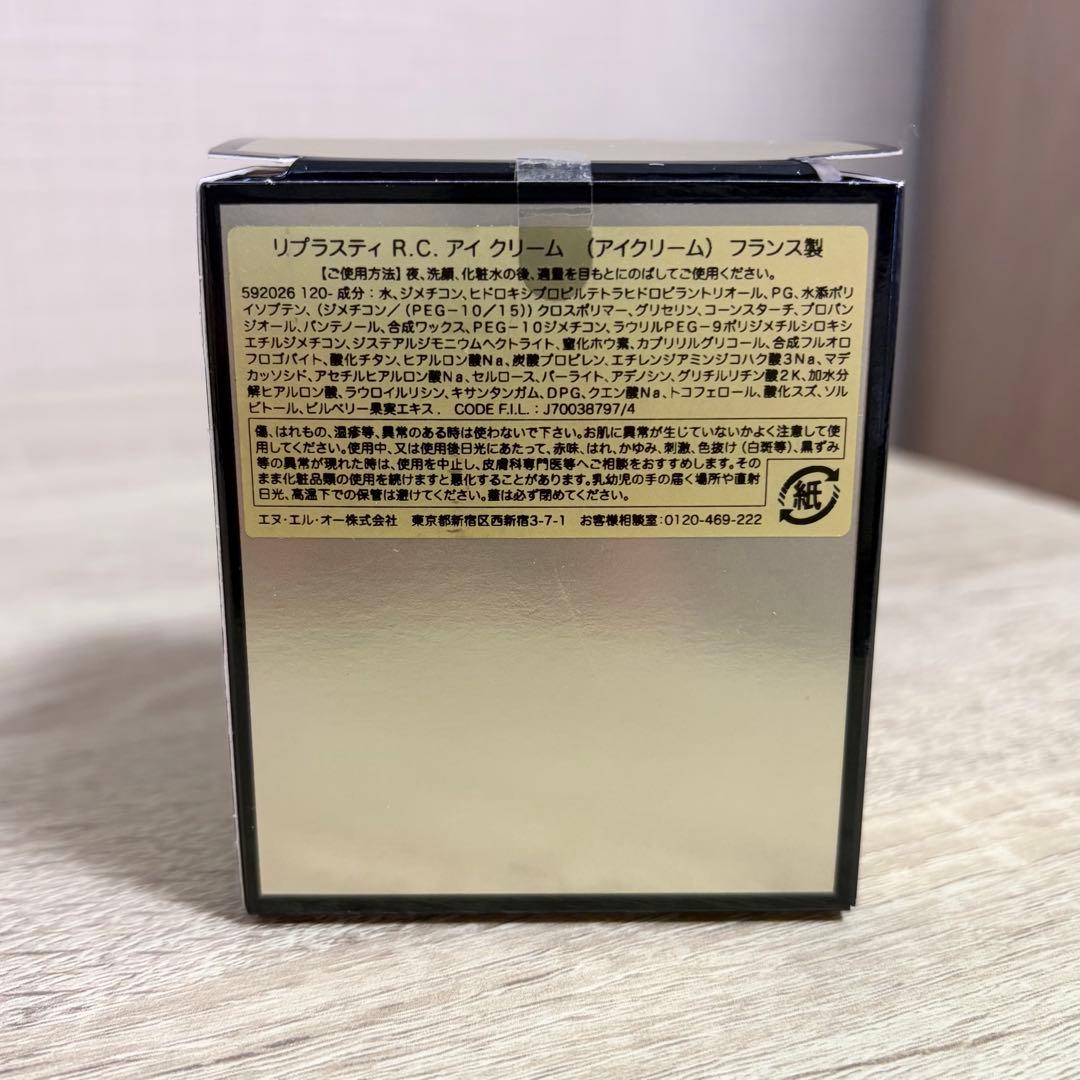 リプラスティ R.C. アイ クリーム （アイクリーム） フランス製
【ご使用方法】夜、洗顔、化粧水の後、適量を目もとにのばしてご使用ください。
592026 120- 成分：水、ジメチコン、ヒドロキシプロピルテトラヒドロピラントリオール、PG、水添ポリ
イソブテン、（ジメチコン／（PEG-10／15））クロスポリマー、グリセリン、コーンスターチ、プロパン
ジオール、パンテノール、合成ワックス、PEG-10ジメチコン、ラウリルPEG-9ポリジメチルシロキシ
エチルジメチコン、ジステアルジモニウムヘクトライト、窒化ホウ素、カプリリルグリコール、合成フルオロ
フロゴパイト、酸化チタン、ヒアルロン酸Na、炭酸プロピレン、エチレンジアミンジコハク酸3Na、マデ
カッソシド、アセチルヒアルロン酸Na、セルロース、パーライト、アデノシン、グリチルリチン酸2K、加水分
解ヒアルロン酸、ラウロイルリシン、キサンタンガム、DPG、クエン酸Na、トコフェロール、酸化スズ、ソル
ビトール、ビルベリー果実エキス． CODE F.I.L.：J70038797/4
傷、はれもの、湿疹等、異常のある時は使わないで下さい。お肌に異常が生じていないかよく注意して使
用してください。使用中、又は使用後日光にあたって、赤味、はれ、かゆみ、刺激、色抜け（白斑等）、黒ずみ
等の異常が現れた時は、使用を中止し、皮膚科専門医等へご相談をおすすめします。その
まま化粧品類の使用を続けますと悪化することがあります。乳幼児の手の届く場所や直射
日光、高温下での保管は避けてください。蓋は必ず閉めてください。
紙
エヌ・エル・オー株式会社 東京都新宿区西新宿3-7-1 お客様相談室：0120-469-222